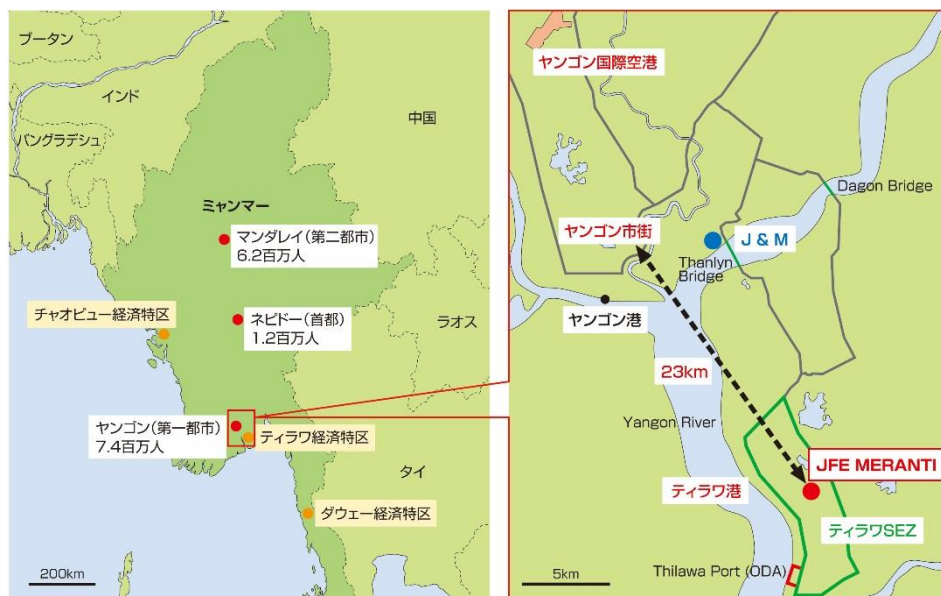 ブータン
インド
バングラデシュ
中国
ミャンマー
マンダレイ（第二都市）
6.2百万人
チャオピュー経済特区
ネピドー（首都）
1.2百万人
ラオス
ヤンゴン（第一都市）
7.4百万人
ティラワ経済特区
タイ
ダウェー経済特区
200km
ヤンゴン国際空港
Dagon Bridge
ヤンゴン市街
J & M
Thanlyn
Bridge
ヤンゴン港
23km
Yangon River
JFE MERANTI
ティラワ港
ティラワSEZ
Thilawa Port (ODA)
5km